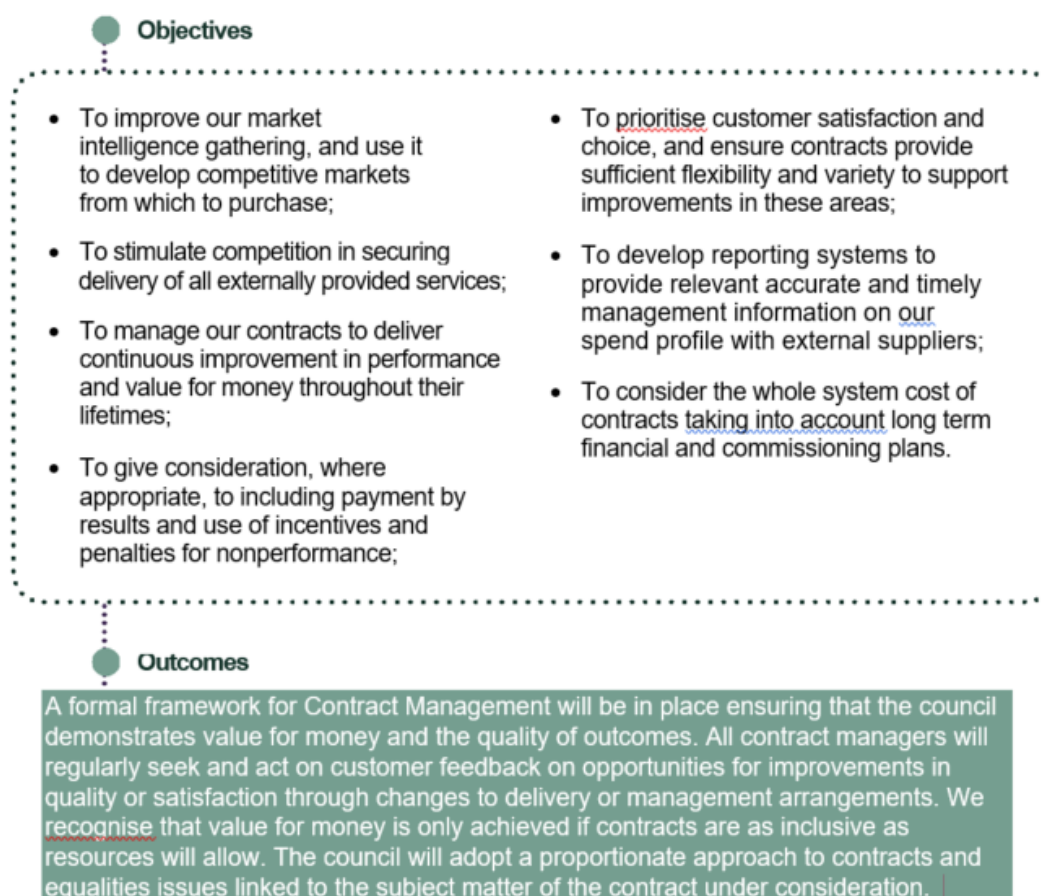 Objectives
• To improve our market
intelligence gathering, and use it
to develop competitive markets
from which to purchase;
• To stimulate competition in securing
delivery of all externally provided services;
• To manage our contracts to deliver
continuous improvement in performance
and value for money throughout their
lifetimes;
• To give consideration, where
appropriate, to including payment by
results and use of incentives and
penalties for nonperformance;
• To prioritise customer satisfaction and
choice, and ensure contracts provide
sufficient flexibility and variety to support
improvements in these areas;
• To develop reporting systems to
provide relevant accurate and timely
management information on our
spend profile with external suppliers;
• To consider the whole system cost of
contracts taking into account long term
financial and commissioning plans.
Outcomes
A formal framework for Contract Management will be in place ensuring that the council
demonstrates value for money and the quality of outcomes. All contract managers will
regularly seek and act on customer feedback on opportunities for improvements in
quality or satisfaction through changes to delivery or management arrangements. We
recognise that value for money is only achieved if contracts are as inclusive as
resources will allow. The council will adopt a proportionate approach to contracts and
equalities issues linked to the subject matter of the contract under consideration.